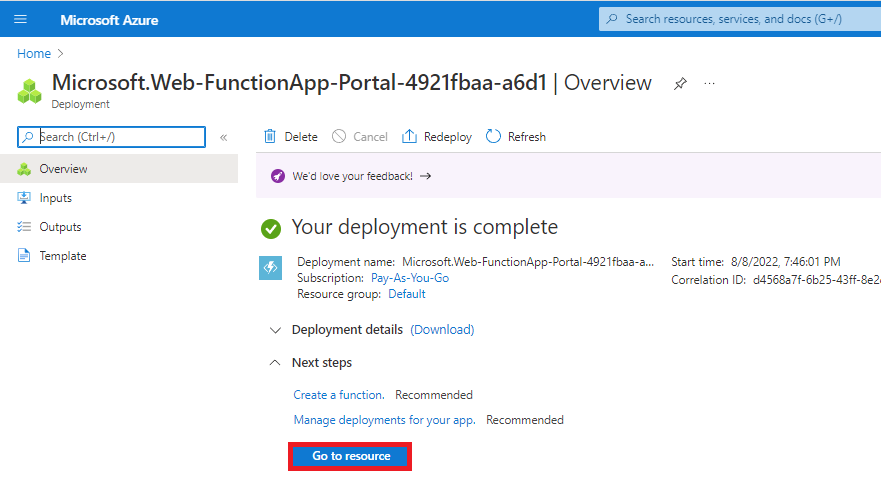 Microsoft Azure
Search resources, services, and docs (G+/)
Home
Microsoft.Web-FunctionApp-Portal-4921fbaa-a6d1 | Overview
Deployment
Search (Ctrl+/)
Delete
Cancel
Redeploy
Refresh
Overview
Inputs
Outputs
Template
We'd love your feedback!
Your deployment is complete
Deployment name: Microsoft.Web-FunctionApp-Portal-4921fbaa-a...
Subscription: Pay-As-You-Go
Resource group: Default
Start time: 8/8/2022, 7:46:01 PM
Correlation ID: d4568a7f-6b25-43ff-8e2
Deployment details (Download)
Next steps
Create a function. Recommended
Manage deployments for your app. Recommended
Go to resource